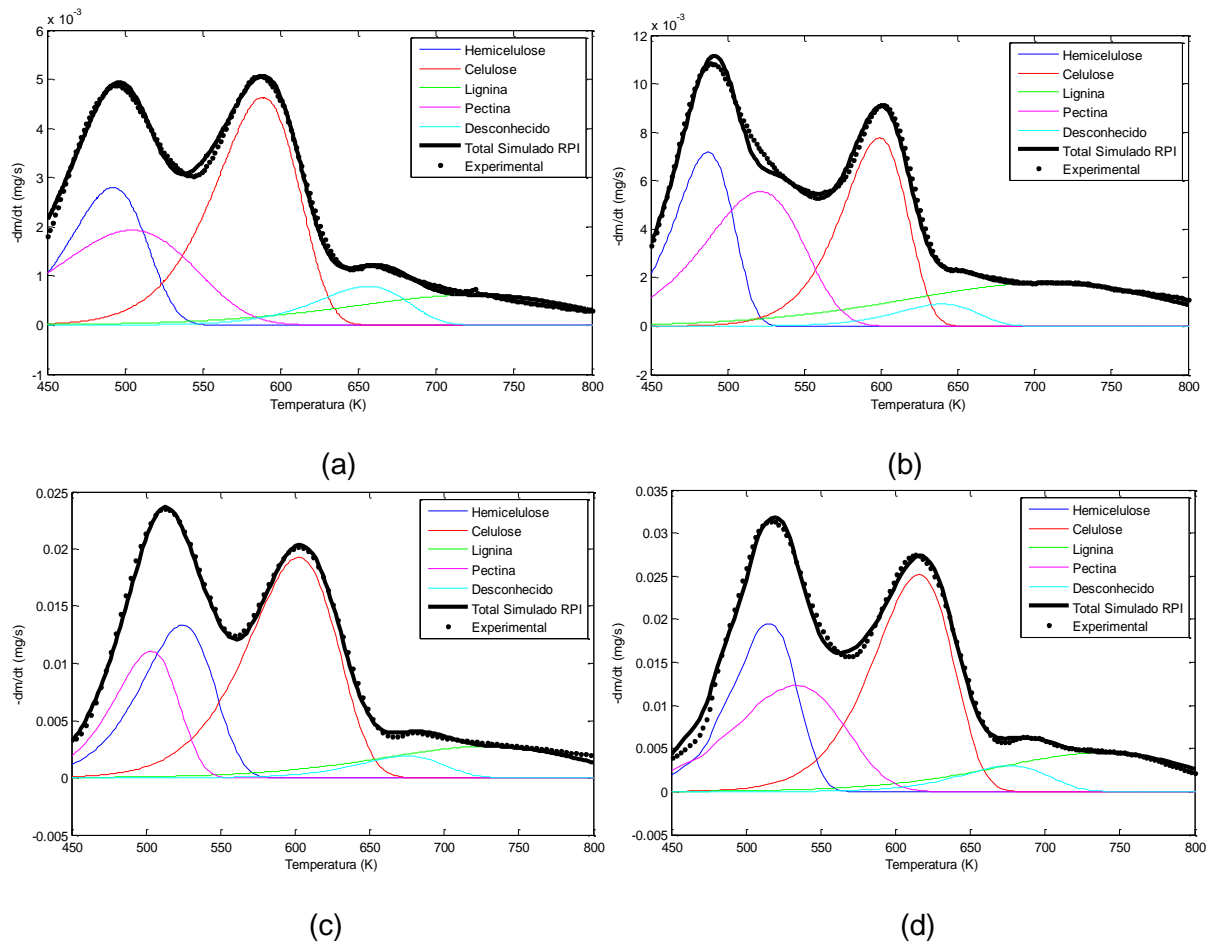 x 10⁻³
6
5
4
3
2
1
0
-1
-dm/dt (mg/s)
450 500 550 600 650 700 750 800
Temperatura (K)
Hemicelulose
Celulose
Lignina
Pectina
Desconhecido
Total Simulado RPI
Experimental
(a)
x 10⁻³
12
10
8
6
4
2
0
-2
-dm/dt (mg/s)
450 500 550 600 650 700 750 800
Temperatura (K)
Hemicelulose
Celulose
Lignina
Pectina
Desconhecido
Total Simulado RPI
Experimental
(b)
0.025
0.02
0.015
0.01
0.005
0
-0.005
-dm/dt (mg/s)
450 500 550 600 650 700 750 800
Temperatura (K)
Hemicelulose
Celulose
Lignina
Pectina
Desconhecido
Total Simulado RPI
Experimental
(c)
0.035
0.03
0.025
0.02
0.015
0.01
0.005
0
-0.005
-dm/dt (mg/s)
450 500 550 600 650 700 750 800
Temperatura (K)
Hemicelulose
Celulose
Lignina
Pectina
Desconhecido
Total Simulado RPI
Experimental
(d)